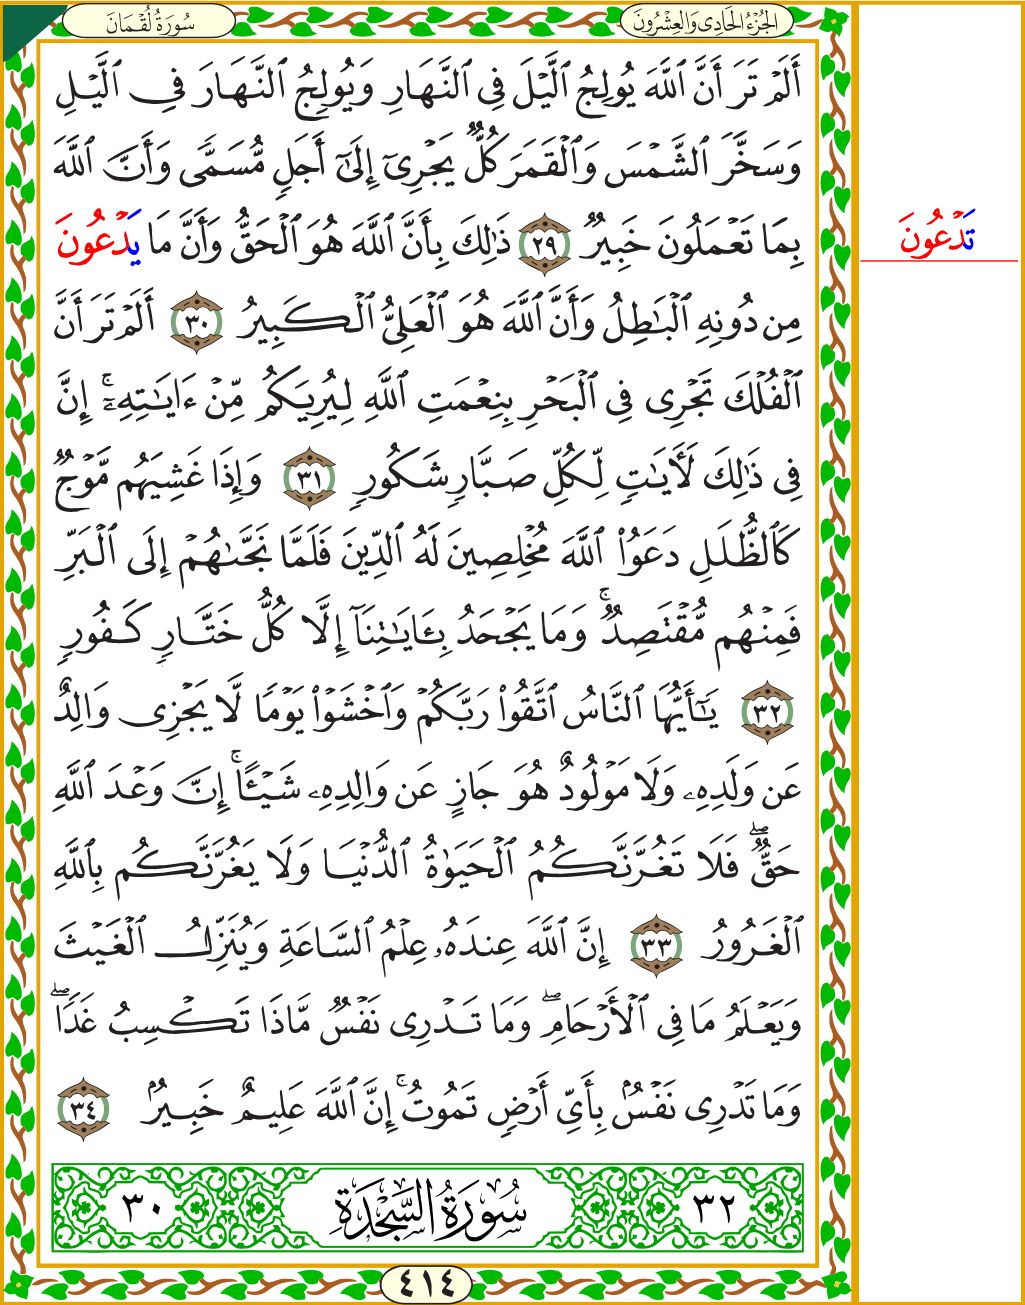 الجُزْءُ الحَادِى وَالعِشْرُونَ
سُورَةُ لُقْمَانَ
أَلَمْ تَرَ أَنَّ ٱللَّهَ يُولِجُ ٱلَّيْلَ فِى ٱلنَّهَارِ وَيُولِجُ ٱلنَّهَارَ فِى ٱلَّيْلِ
وَسَخَّرَ ٱلشَّمْسَ وَٱلْقَمَرَ كُلٌّ يَجْرِىٓ إِلَىٰٓ أَجَلٍ مُّسَمًّى وَأَنَّ ٱللَّهَ
بِمَا تَعْمَلُونَ خَبِيرٌ ٢٩ ذَٰلِكَ بِأَنَّ ٱللَّهَ هُوَ ٱلْحَقُّ وَأَنَّ مَا يَدْعُونَ
تَدْعُونَ
مِن دُونِهِ ٱلْبَٰطِلُ وَأَنَّ ٱللَّهَ هُوَ ٱلْعَلِىُّ ٱلْكَبِيرُ ٣٠ أَلَمْ تَرَ أَنَّ
ٱلْفُلْكَ تَجْرِى فِى ٱلْبَحْرِ بِنِعْمَتِ ٱللَّهِ لِيُرِيَكُم مِّنْ ءَايَٰتِهِۦٓۚ إِنَّ
فِى ذَٰلِكَ لَأَيَٰتٍ لِّكُلِّ صَبَّارٍ شَكُورٍ ٣١ وَإِذَا غَشِيَهُم مَّوْجٌ
كَٱلظُّلَلِ دَعَوُا۟ ٱللَّهَ مُخْلِصِينَ لَهُ ٱلدِّينَ فَلَمَّا نَجَّىٰهُمْ إِلَى ٱلْبَرِّ
فَمِنْهُم مُّقْتَصِدٌۚ وَمَا يَجْحَدُ بِـَٔايَٰتِنَآ إِلَّا كُلُّ خَتَّارٍ كَفُورٍ
٣٢ يَٰٓأَيُّهَا ٱلنَّاسُ ٱتَّقُوا۟ رَبَّكُمْ وَٱخْشَوْا۟ يَوْمًا لَّا يَجْزِى وَالِدٌ
عَن وَلَدِهِۦ وَلَا مَوْلُودٌ هُوَ جَازٍ عَن وَالِدِهِۦ شَيْـًٔاۚ إِنَّ وَعْدَ ٱللَّهِ
حَقٌّۖ فَلَا تَغُرَّنَّكُمُ ٱلْحَيَوٰةُ ٱلدُّنْيَا وَلَا يَغُرَّنَّكُم بِٱللَّهِ
ٱلْغَرُورُ ٣٣ إِنَّ ٱللَّهَ عِندَهُۥ عِلْمُ ٱلسَّاعَةِ وَيُنَزِّلُ ٱلْغَيْثَ
وَيَعْلَمُ مَا فِى ٱلْأَرْحَامِۖ وَمَا تَدْرِى نَفْسٌ مَّاذَا تَكْسِبُ غَدًاۖ
وَمَا تَدْرِى نَفْسٌۢ بِأَىِّ أَرْضٍ تَمُوتُۚ إِنَّ ٱللَّهَ عَلِيمٌ خَبِيرٌۢ ٣٤
٣٢ سُورَةُ السَّجْدَةِ ٣٠
٤١٤